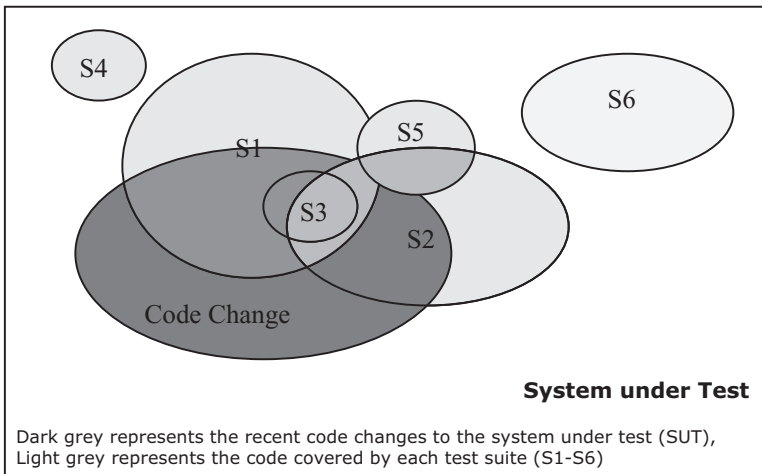 S4
S6
S5
S1
S3
S2
Code Change
System under Test
Dark grey represents the recent code changes to the system under test (SUT),
Light grey represents the code covered by each test suite (S1-S6)